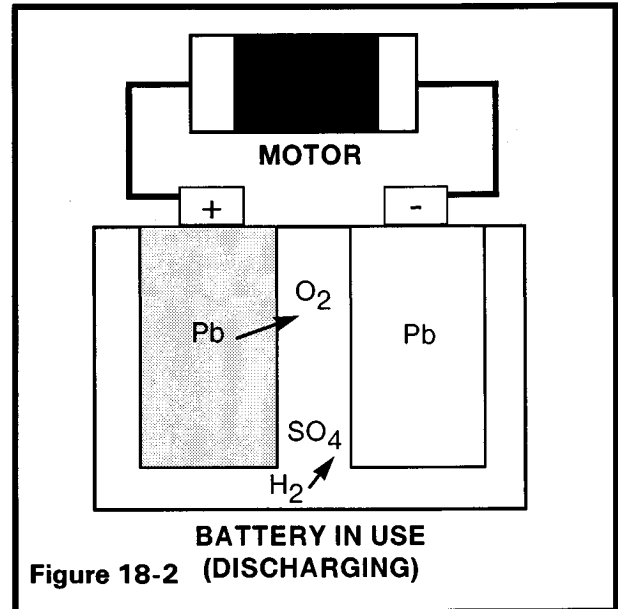 MOTOR
+ -
O2
Pb Pb
SO4
H2
BATTERY IN USE
Figure 18-2 (DISCHARGING)